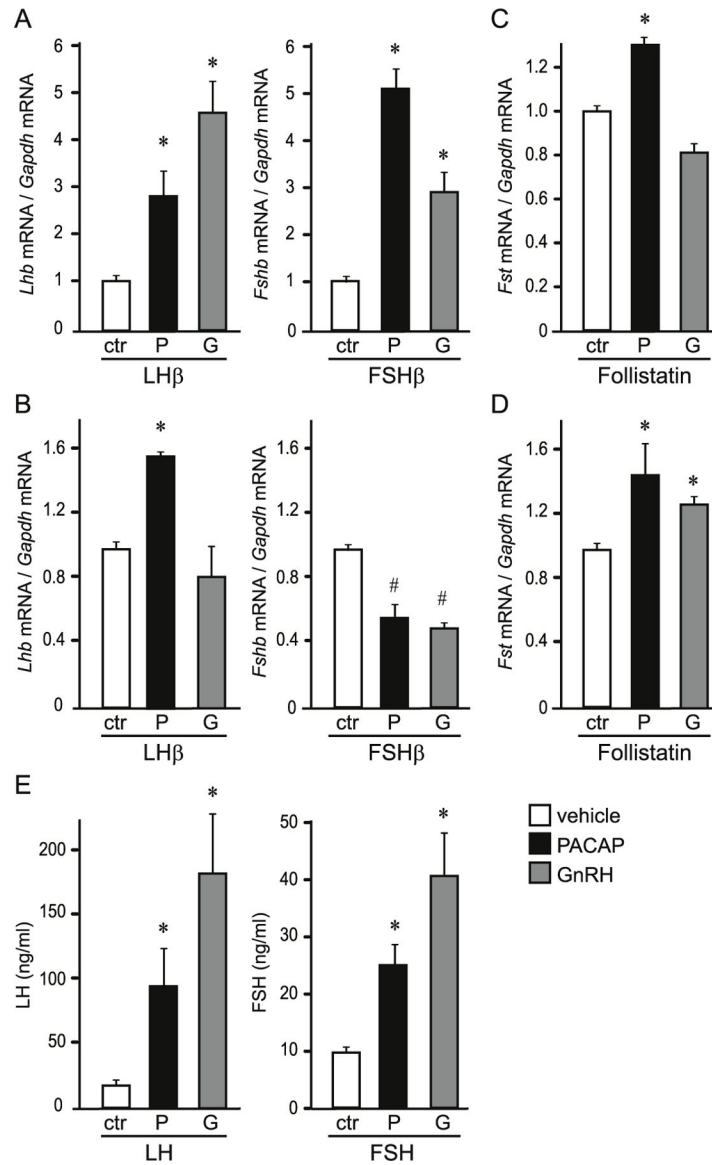 A
Lhb mRNA / Gapdh mRNA
6
5
4
3
2
1
0
*
*
ctr P G
LHβ
Fshb mRNA / Gapdh mRNA
6
5
4
3
2
1
0
*
*
ctr P G
FSHβ
C
Fst mRNA / Gapdh mRNA
1.2
1.0
0.8
0.6
0.4
0.2
0
*
ctr P G
Follistatin
B
Lhb mRNA / Gapdh mRNA
1.6
1.2
0.8
0.4
0
*
ctr P G
LHβ
Fshb mRNA / Gapdh mRNA
1.6
1.2
0.8
0.4
0
#
#
ctr P G
FSHβ
D
Fst mRNA / Gapdh mRNA
1.6
1.2
0.8
0.4
0
*
*
ctr P G
Follistatin
E
LH (ng/ml)
200
150
100
50
0
*
*
ctr P G
LH
FSH (ng/ml)
50
40
30
20
10
0
*
*
ctr P G
FSH
vehicle
PACAP
GnRH